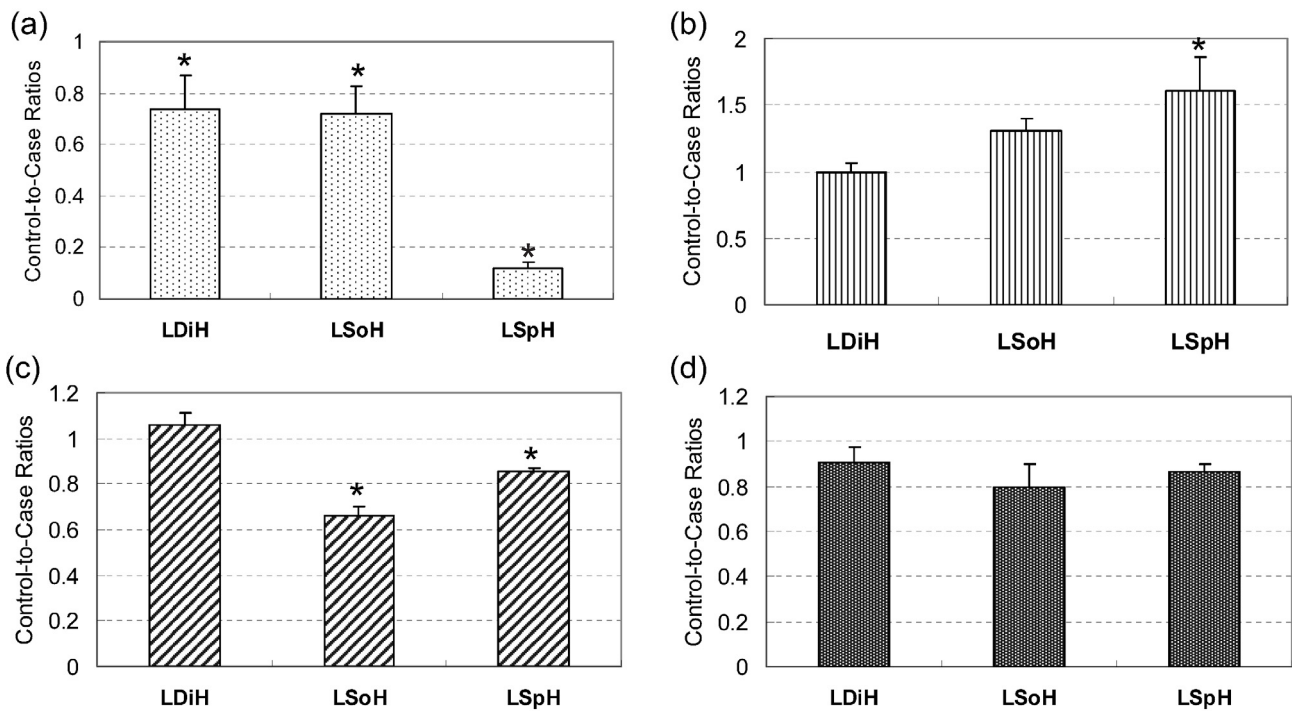 (a)
Control-to-Case Ratios
1
0.8
0.6
0.4
0.2
0
*
*
*
LDiH LSoH LSpH
(b)
Control-to-Case Ratios
2
1.5
1
0.5
0
*
LDiH LSoH LSpH
(c)
Control-to-Case Ratios
1.2
1
0.8
0.6
0.4
0.2
0
*
*
LDiH LSoH LSpH
(d)
Control-to-Case Ratios
1.2
1
0.8
0.6
0.4
0.2
0
LDiH LSoH LSpH